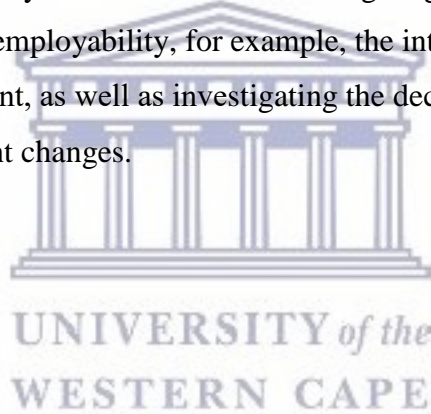 employability, for example, the int
nt, as well as investigating the dec
nt changes.
UNIVERSITY of the
WESTERN CAPE